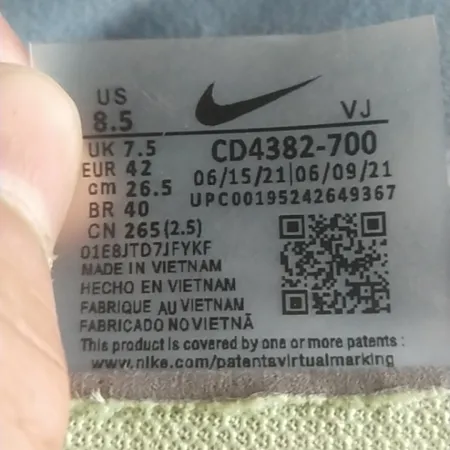 US
8.5
VJ
UK 7.5
EUR 42
cm 26.5
BR 40
CN 265 (2.5)
CD4382-700
06/15/21|06/09/21
UPC00195242649367
01E8JTD7JFYKF
MADE IN VIETNAM
HECHO EN VIETNAM
FABRIQUE AU VIETNAM
FABRICADO NO VIETNÃ
This product is covered by one or more patents :
www.nike.com/patentsvirtualmarking